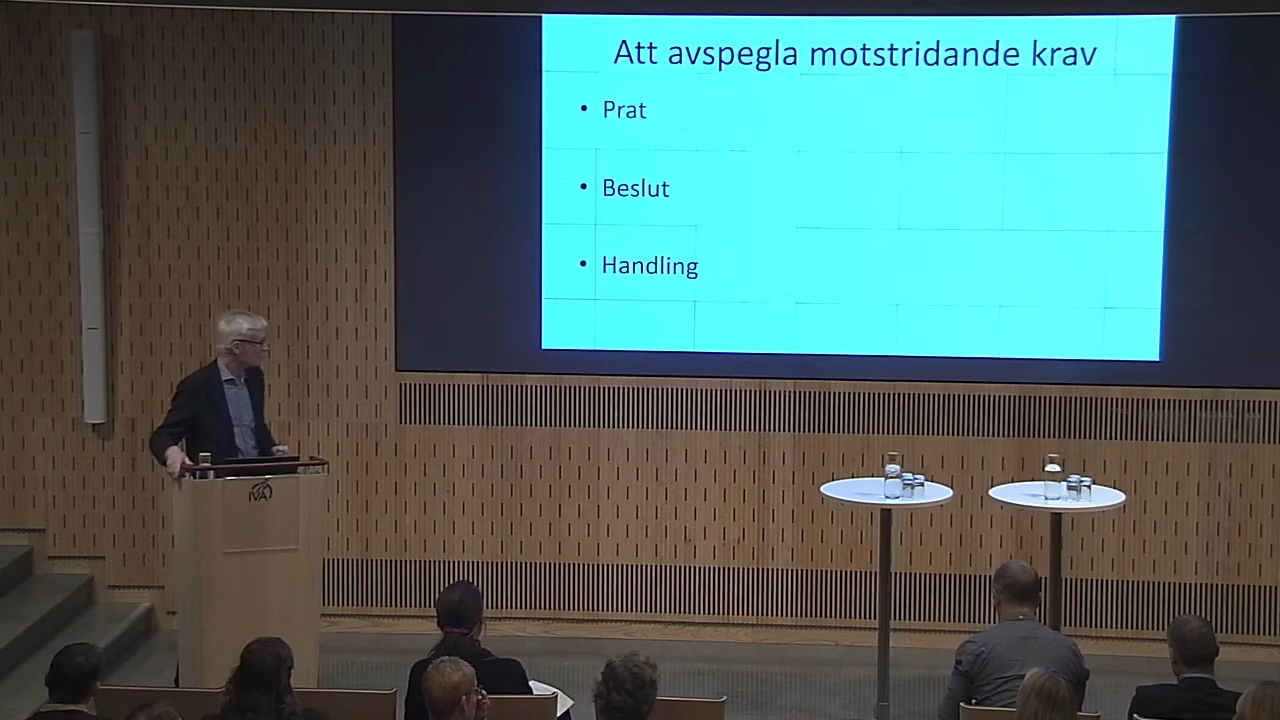 Att avspegla motstridande krav
• Prat
• Beslut
• Handling
IVA